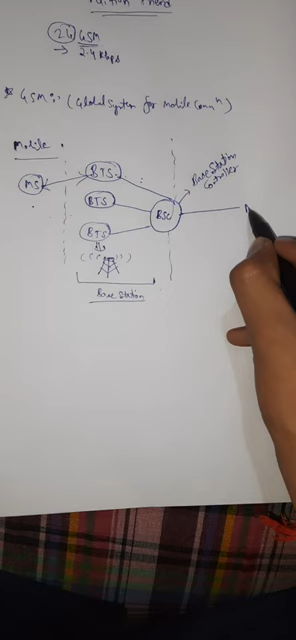 2G GSM
→ 2.4 Kbps
* GSM :- (Global System for Mobile Commⁿ)
Mobile
MS
BTS
BTS
BTS
BSC
Base Station
Controller
Base Station